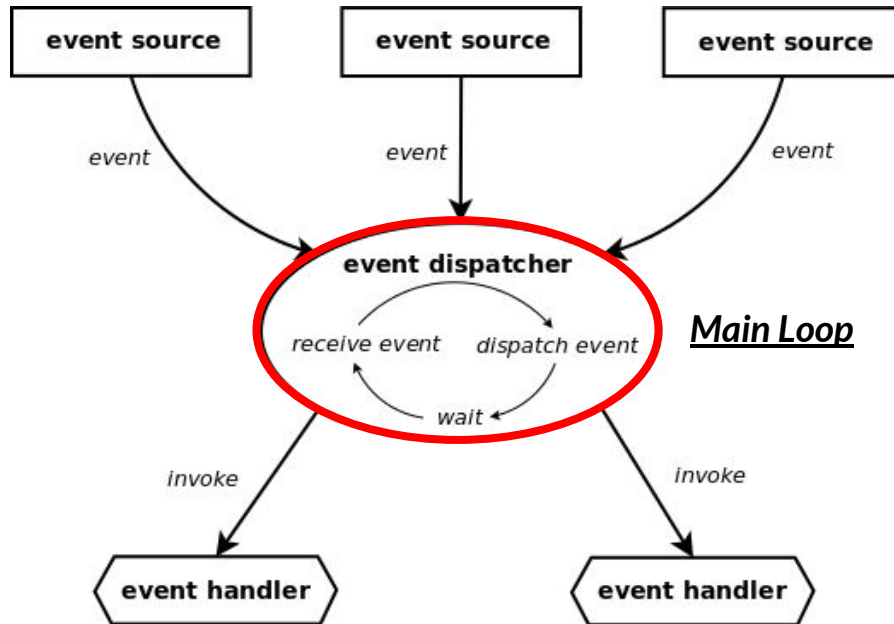 event source
event source
event source
event
event
event
event dispatcher
receive event
dispatch event
wait
Main Loop
invoke
invoke
event handler
event handler